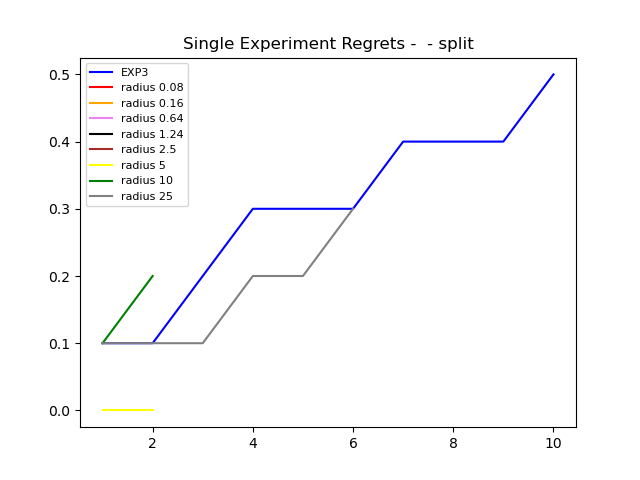 Single Experiment Regrets -  - split
EXP3
radius 0.08
radius 0.16
radius 0.64
radius 1.24
radius 2.5
radius 5
radius 10
radius 25
0.5
0.4
0.3
0.2
0.1
0.0
2 4 6 8 10